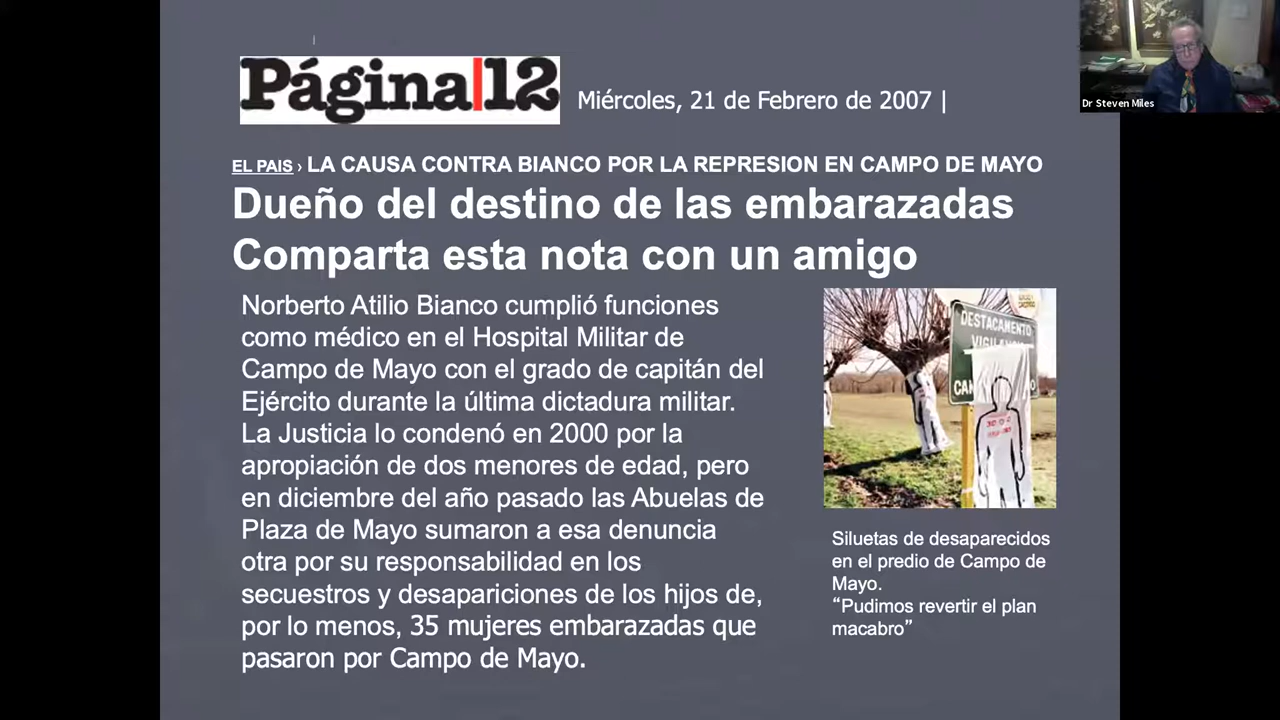 Página|12 Miércoles, 21 de Febrero de 2007 |
Dr Steven Miles
EL PAIS › LA CAUSA CONTRA BIANCO POR LA REPRESION EN CAMPO DE MAYO
Dueño del destino de las embarazadas
Comparta esta nota con un amigo
Norberto Atilio Bianco cumplió funciones
como médico en el Hospital Militar de
Campo de Mayo con el grado de capitán del
Ejército durante la última dictadura militar.
La Justicia lo condenó en 2000 por la
apropiación de dos menores de edad, pero
en diciembre del año pasado las Abuelas de
Plaza de Mayo sumaron a esa denuncia
otra por su responsabilidad en los
secuestros y desapariciones de los hijos de,
por lo menos, 35 mujeres embarazadas que
pasaron por Campo de Mayo.
DESTACAMENTO
Siluetas de desaparecidos
en el predio de Campo de
Mayo.
“Pudimos revertir el plan
macabro”